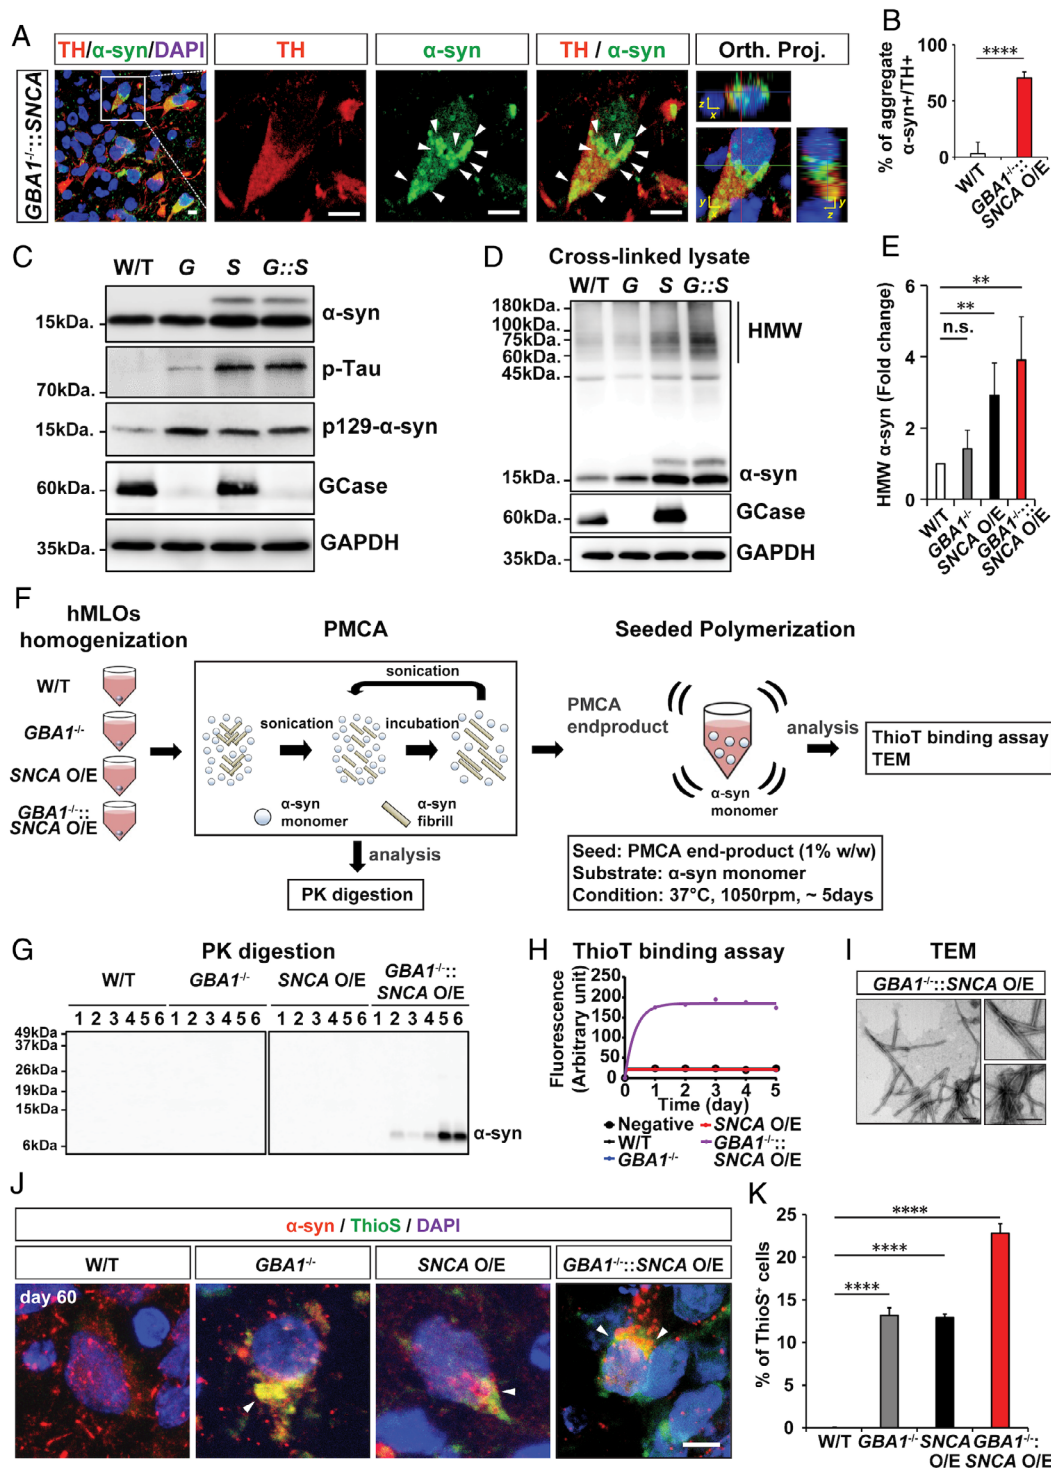 A
TH/α-syn/DAPI
TH
α-syn
TH / α-syn
Orth. Proj.
GBA1-/-::SNCA
z
x
y
y
z
B
% of aggregate
α-syn+/TH+
100
50
0
****
W/T
GBA1-/-::
SNCA O/E
C
W/T G S G::S
15kDa.
α-syn
70kDa.
p-Tau
15kDa.
p129-α-syn
60kDa.
GCase
35kDa.
GAPDH
D
Cross-linked lysate
W/T G S G::S
180kDa.
100kDa.
75kDa.
60kDa.
45kDa.
HMW
15kDa.
α-syn
60kDa.
GCase
35kDa.
GAPDH
E
HMW α-syn (Fold change)
6
4
2
0
**
**
n.s.
W/T
GBA1-/-
SNCA O/E
GBA1-/-::
SNCA O/E
F
hMLOs
homogenization
W/T
GBA1-/-
SNCA O/E
GBA1-/-::
SNCA O/E
PMCA
sonication
sonication
incubation
α-syn
monomer
α-syn
fibrill
analysis
PK digestion
Seeded Polymerization
PMCA
endproduct
α-syn
monomer
analysis
ThioT binding assay
TEM
Seed: PMCA end-product (1% w/w)
Substrate: α-syn monomer
Condition: 37°C, 1050rpm, ~ 5days
G
PK digestion
W/T
GBA1-/-
SNCA O/E
GBA1-/-::
SNCA O/E
1 2 3 4 5 6 1 2 3 4 5 6 1 2 3 4 5 6 1 2 3 4 5 6
49kDa
37kDa
26kDa
19kDa
15kDa
6kDa
α-syn
H
ThioT binding assay
Fluorescence
(Arbitrary unit)
250
200
150
100
50
0
0 1 2 3 4 5
Time (day)
Negative
W/T
GBA1-/-
SNCA O/E
GBA1-/-::
SNCA O/E
I
TEM
GBA1-/-::SNCA O/E
J
α-syn / ThioS / DAPI
W/T
GBA1-/-
SNCA O/E
GBA1-/-::SNCA O/E
day 60
K
% of ThioS+ cells
25
20
15
10
5
0
****
****
****
W/T GBA1-/- SNCA GBA1-/-::
O/E SNCA O/E